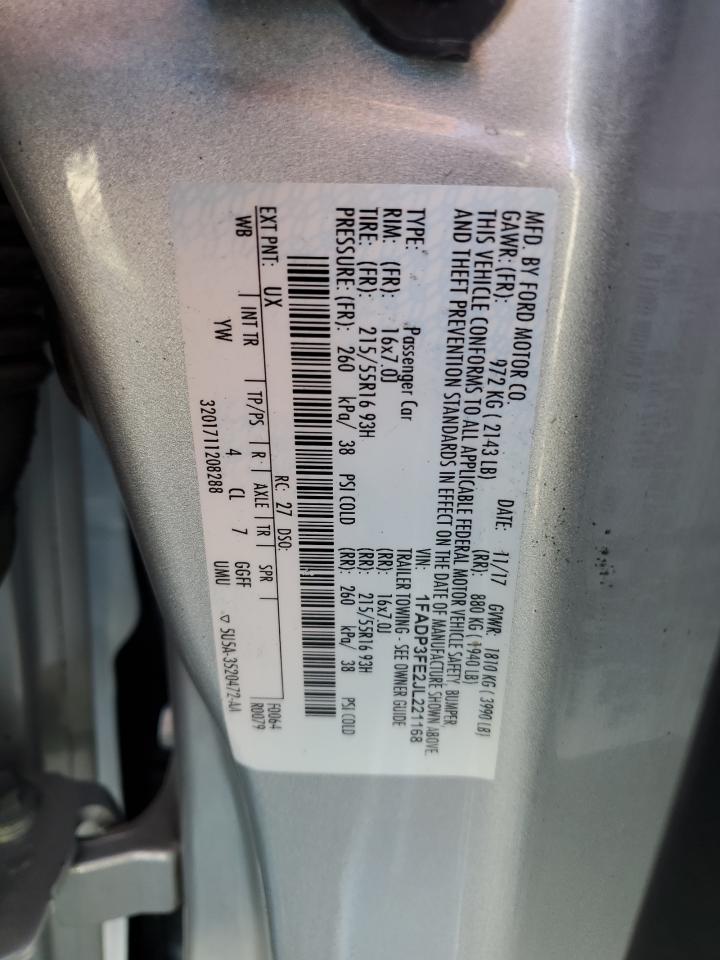 MFD. BY FORD MOTOR CO.
DATE: 11/17 GVWR: 1810 KG ( 3990 LB)
GAWR: (FR): 972 KG ( 2143 LB) (RR): 880 KG ( 1940 LB)
THIS VEHICLE CONFORMS TO ALL APPLICABLE FEDERAL MOTOR VEHICLE SAFETY, BUMPER,
AND THEFT PREVENTION STANDARDS IN EFFECT ON THE DATE OF MANUFACTURE SHOWN ABOVE.
VIN: 1FADP3FE2JL221168
TYPE: Passenger Car TRAILER TOWING - SEE OWNER GUIDE
RIM: (FR): 16x7.0J (RR): 16x7.0J
TIRE: (FR): 215/55R16 93H (RR): 215/55R16 93H
PRESSURE: (FR): 260 kPa/ 38 PSI COLD (RR): 260 kPa/ 38 PSI COLD
EXT PNT: UX RC: 27 DSO: F0064
WB INT TR TP/PS R AXLE TR SPR R0079
YW 4 CL 7 GGFF
3201711208288 UMU ▽ 5U5A-3520472-AA